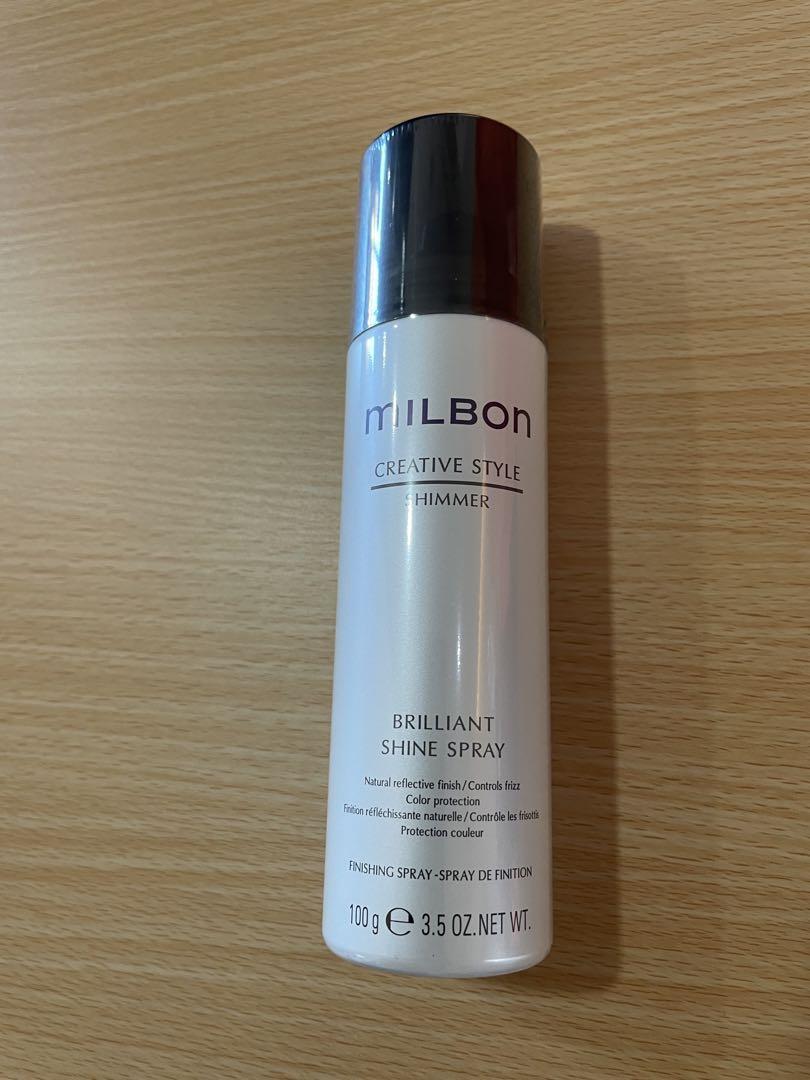 mILBOn
CREATIVE STYLE
SHIMMER
BRILLIANT
SHINE SPRAY
Natural reflective finish/Controls frizz
Color protection
Finition réfléchissante naturelle/Contrôle les frisottis
Protection couleur
FINISHING SPRAY-SPRAY DE FINITION
100 g ℮ 3.5 OZ.NET WT.